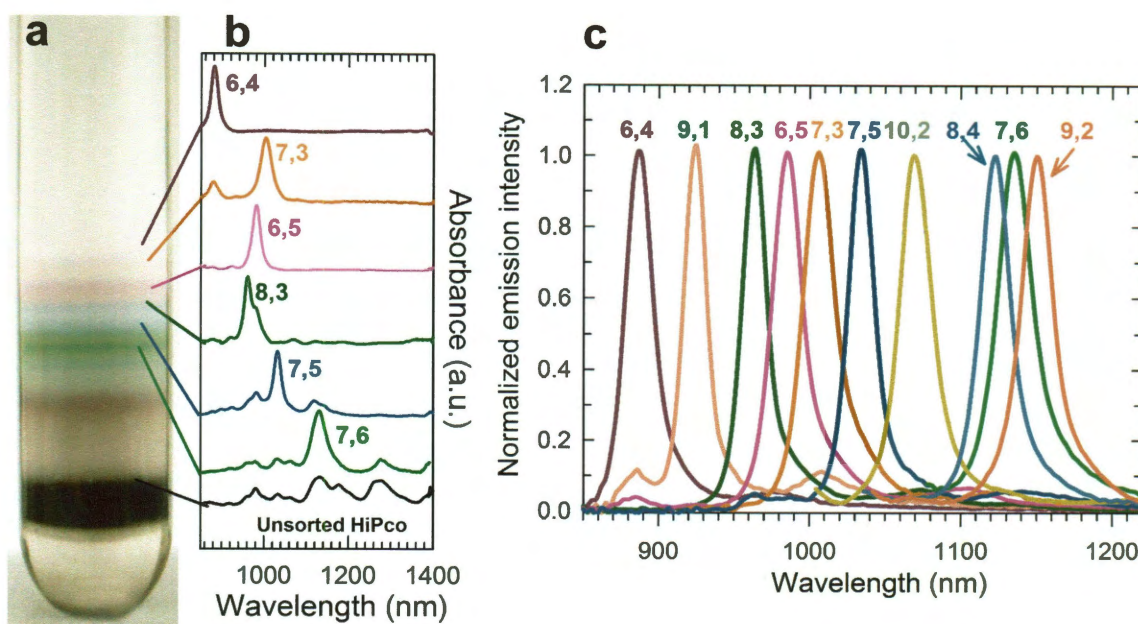 a
b
6,4
7,3
6,5
8,3
7,5
7,6
Unsorted HiPco
1000 1200 1400
Wavelength (nm)
Absorbance (a.u.)
c
1.2
1.0
0.8
0.6
0.4
0.2
0.0
Normalized emission intensity
6,4 9,1 8,3 6,5 7,3 7,5 10,2 8,4 7,6 9,2
900 1000 1100 1200
Wavelength (nm)